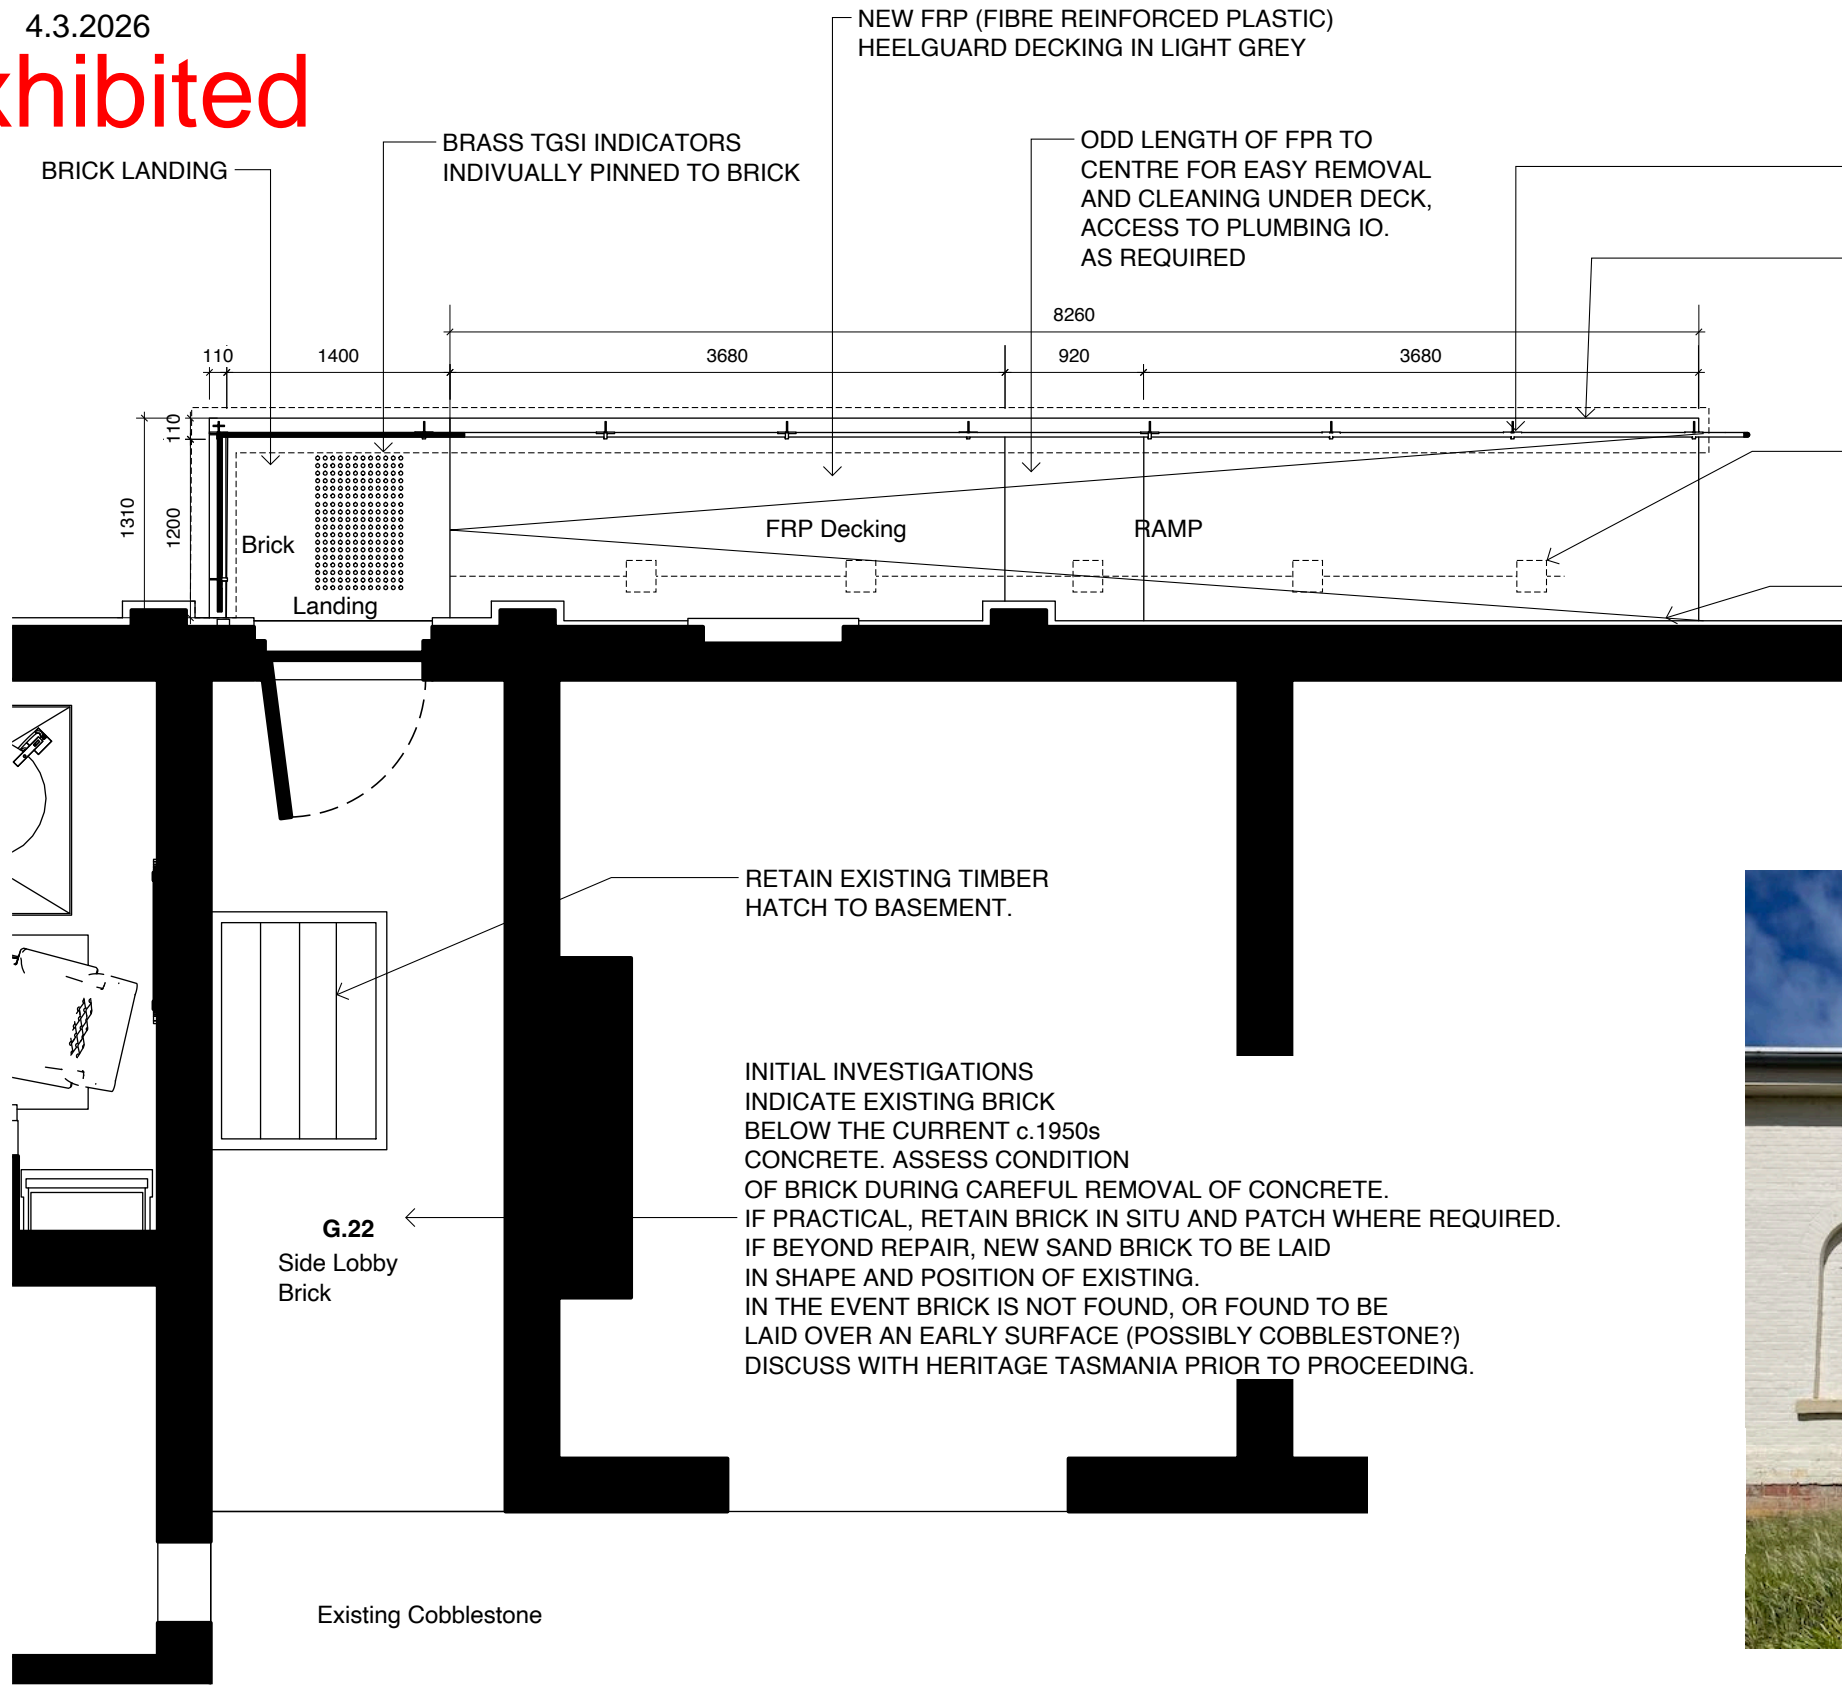 4.3.2026
xhibited
NEW FRP (FIBRE REINFORCED PLASTIC)
HEELGUARD DECKING IN LIGHT GREY
BRASS TGSI INDICATORS
INDIVUALLY PINNED TO BRICK
BRICK LANDING
ODD LENGTH OF FPR TO
CENTRE FOR EASY REMOVAL
AND CLEANING UNDER DECK,
ACCESS TO PLUMBING IO.
AS REQUIRED
8260
110
1400
3680
920
3680
110
1310
1200
Brick
Landing
FRP Decking
RAMP
RETAIN EXISTING TIMBER
HATCH TO BASEMENT.
INITIAL INVESTIGATIONS
INDICATE EXISTING BRICK
BELOW THE CURRENT c.1950s
CONCRETE. ASSESS CONDITION
OF BRICK DURING CAREFUL REMOVAL OF CONCRETE.
IF PRACTICAL, RETAIN BRICK IN SITU AND PATCH WHERE REQUIRED.
IF BEYOND REPAIR, NEW SAND BRICK TO BE LAID
IN SHAPE AND POSITION OF EXISTING.
IN THE EVENT BRICK IS NOT FOUND, OR FOUND TO BE
LAID OVER AN EARLY SURFACE (POSSIBLY COBBLESTONE?)
DISCUSS WITH HERITAGE TASMANIA PRIOR TO PROCEEDING.
G.22
Side Lobby
Brick
Existing Cobblestone